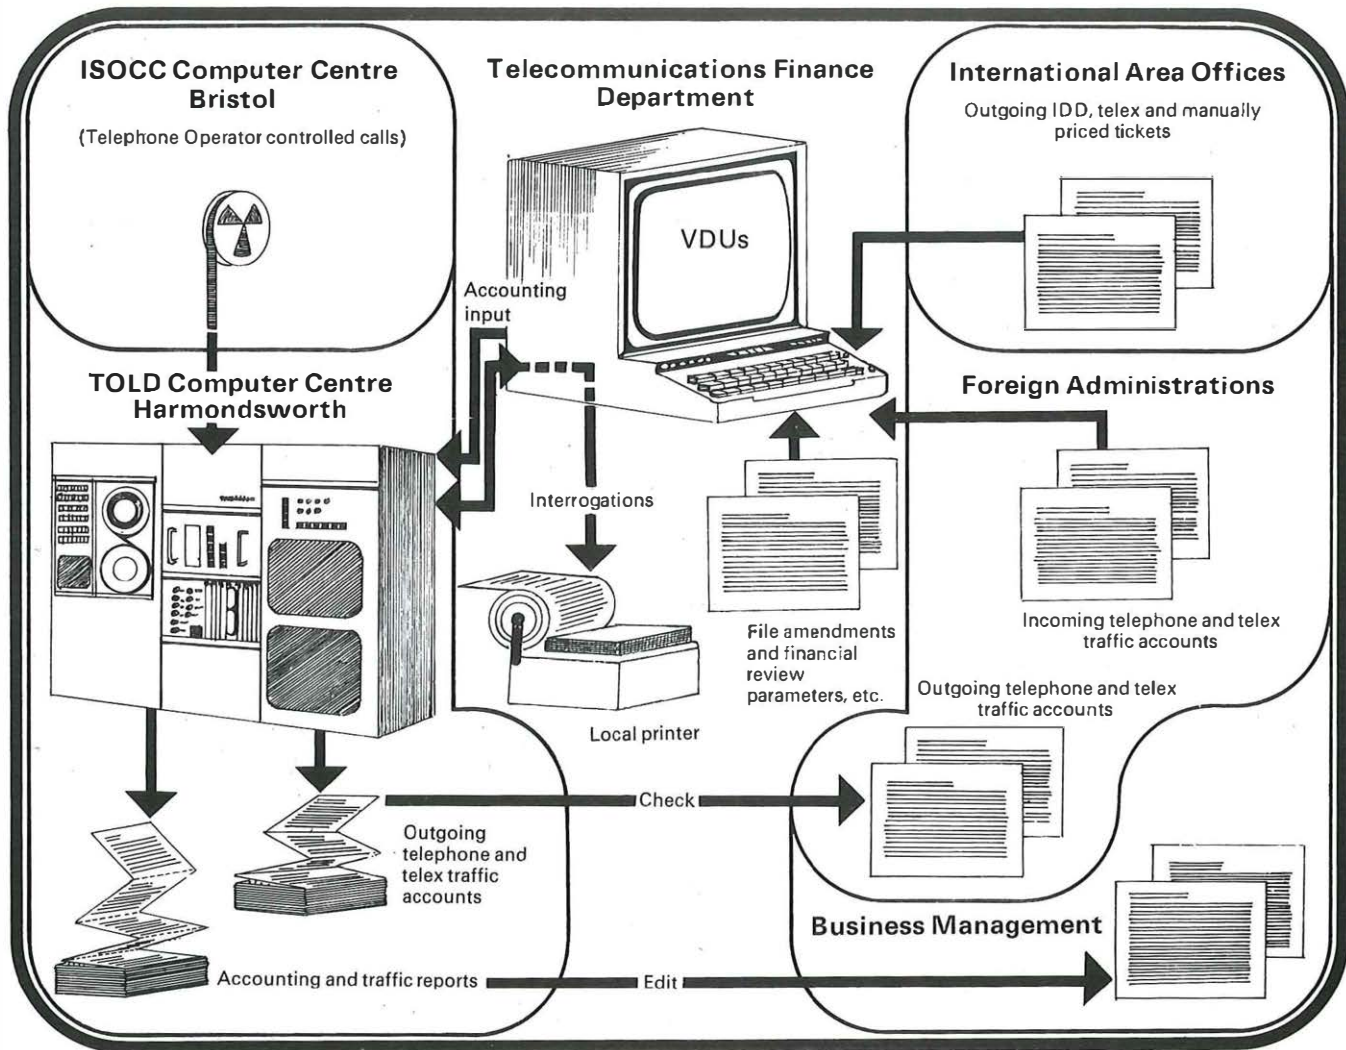 ISOCC Computer Centre
Bristol
(Telephone Operator controlled calls)
Telecommunications Finance
Department
International Area Offices
Outgoing IDD, telex and manually
priced tickets
VDUs
Accounting
input
TOLD Computer Centre
Harmondsworth
Foreign Administrations
Interrogations
Incoming telephone and telex
traffic accounts
File amendments
and financial
review
parameters, etc.
Local printer
Outgoing telephone and telex
traffic accounts
Check
Outgoing
telephone and
telex traffic
accounts
Business Management
Accounting and traffic reports
Edit